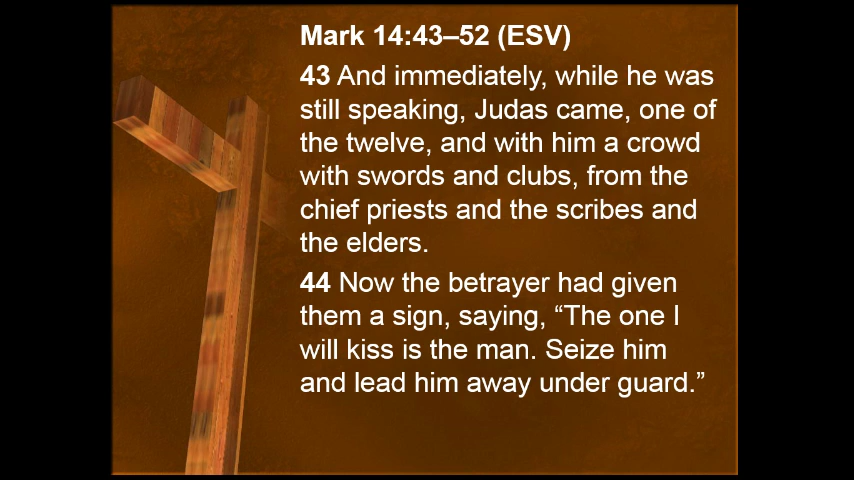 Mark 14:43–52 (ESV)
43 And immediately, while he was
still speaking, Judas came, one of
the twelve, and with him a crowd
with swords and clubs, from the
chief priests and the scribes and
the elders.
44 Now the betrayer had given
them a sign, saying, “The one I
will kiss is the man. Seize him
and lead him away under guard.”